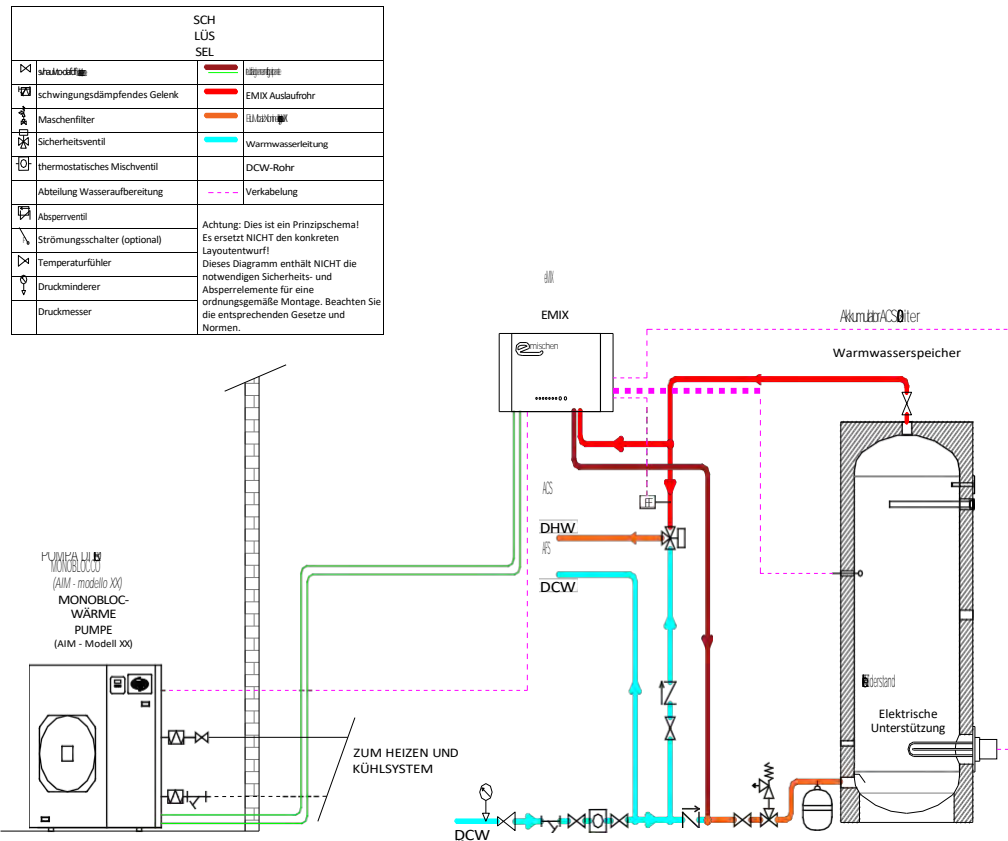 SCH
LÜS
SEL
schwingungsdämpfendes Gelenk
EMIX Auslaufrohr
Maschenfilter
Sicherheitsventil
Warmwasserleitung
thermostatisches Mischventil
DCW-Rohr
Abteilung Wasseraufbereitung
Verkabelung
Absperrventil
Strömungsschalter (optional)
Temperaturfühler
Druckminderer
Druckmesser
Achtung: Dies ist ein Prinzipschema!
Es ersetzt NICHT den konkreten
Layoutentwurf!
Dieses Diagramm enthält NICHT die
notwendigen Sicherheits- und
Absperrelemente für eine
ordnungsgemäße Montage. Beachten Sie
die entsprechenden Gesetze und
Normen.
eMIX
EMIX
mischen
Warmwasserspeicher
ACS
DHW
AFS
DCW
MONOBLOCCO
(AIM - modello XX)
MONOBLOC-
WÄRME
PUMPE
(AIM - Modell XX)
ZUM HEIZEN UND
KÜHLSYSTEM
Elektrische
Unterstützung
DCW